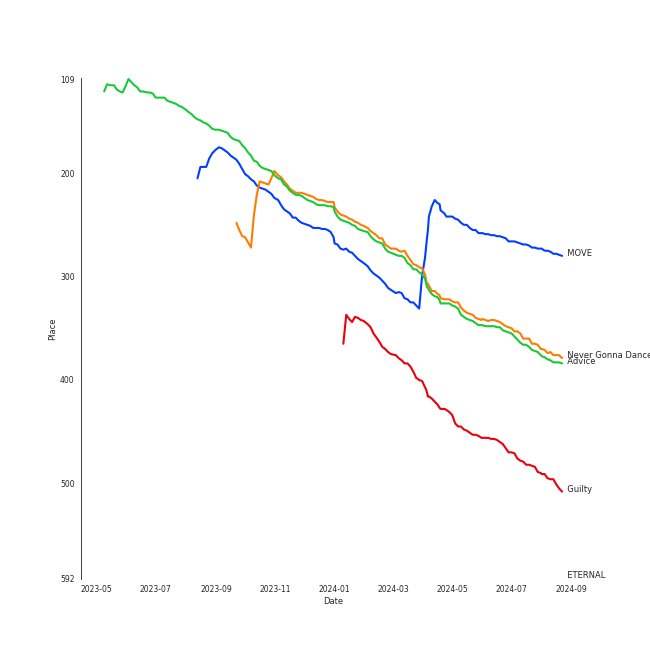 109
200
300
400
500
592
Place
2023-05
2023-07
2023-09
2023-11
2024-01
2024-03
2024-05
2024-07
2024-09
Date
MOVE
Never Gonna Dance
Advice
Guilty
ETERNAL